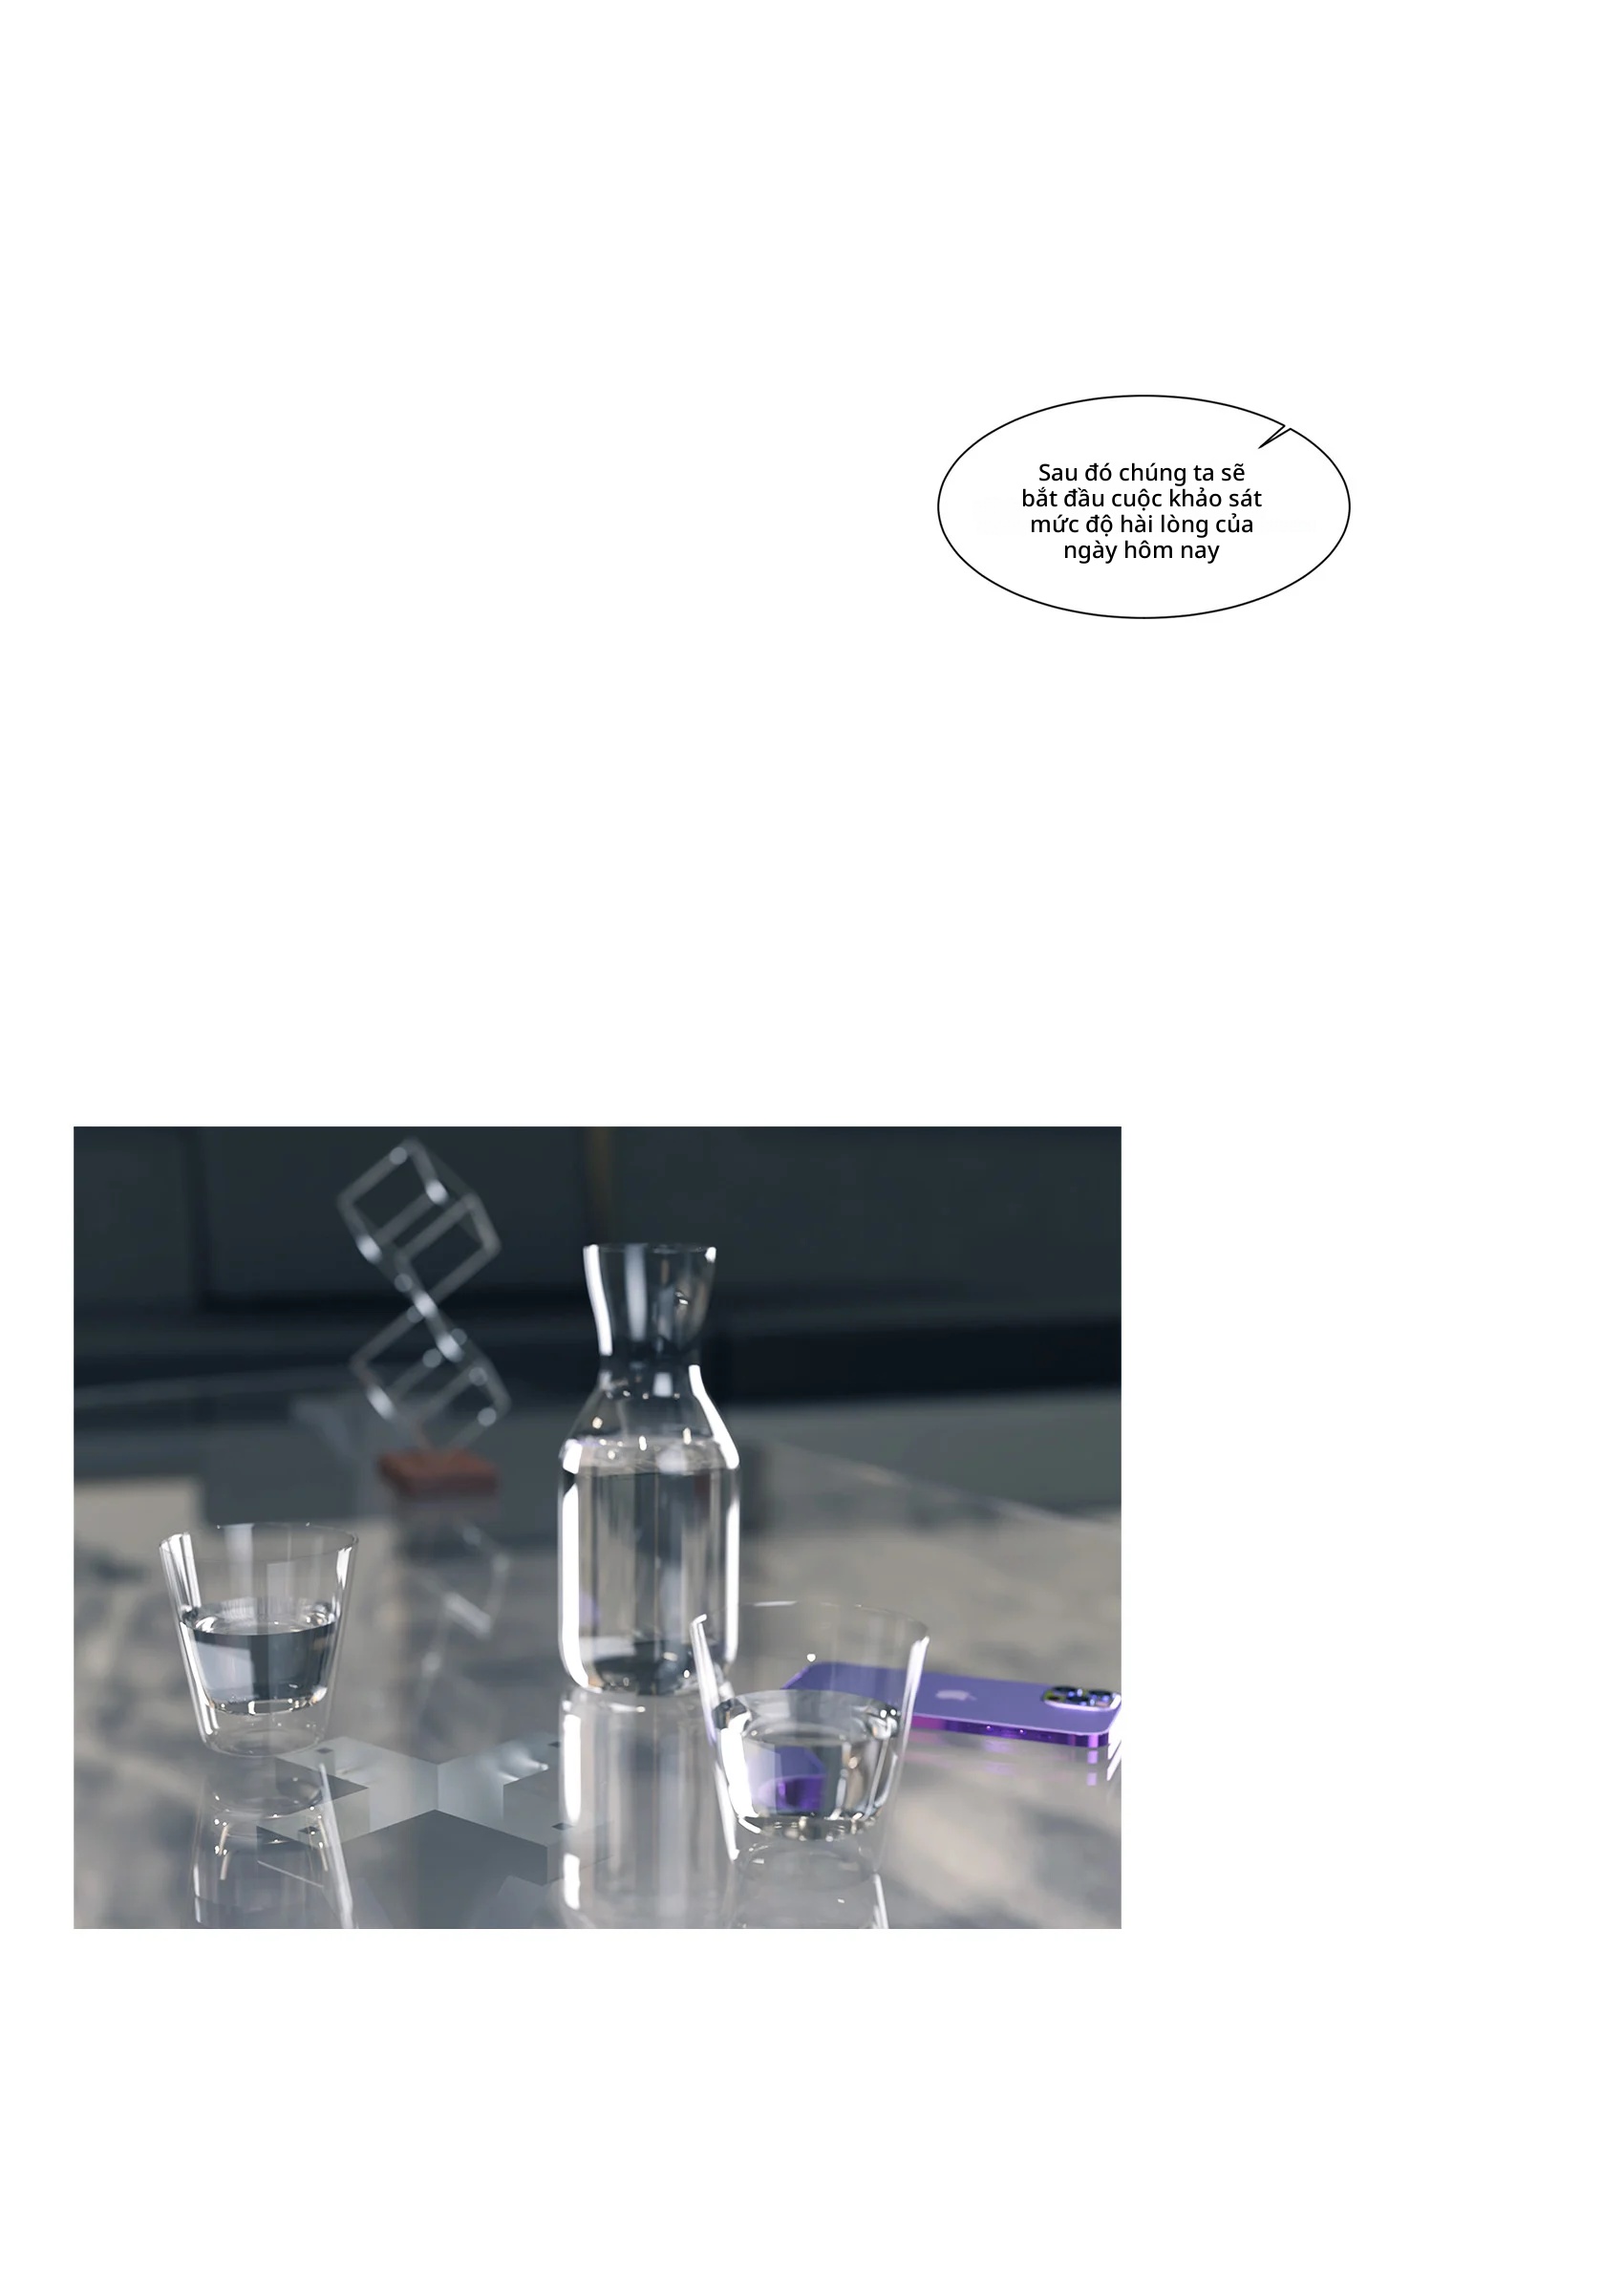 Sau đó chúng ta sẽ
bắt đầu cuộc khảo sát
mức độ hài lòng của
ngày hôm nay